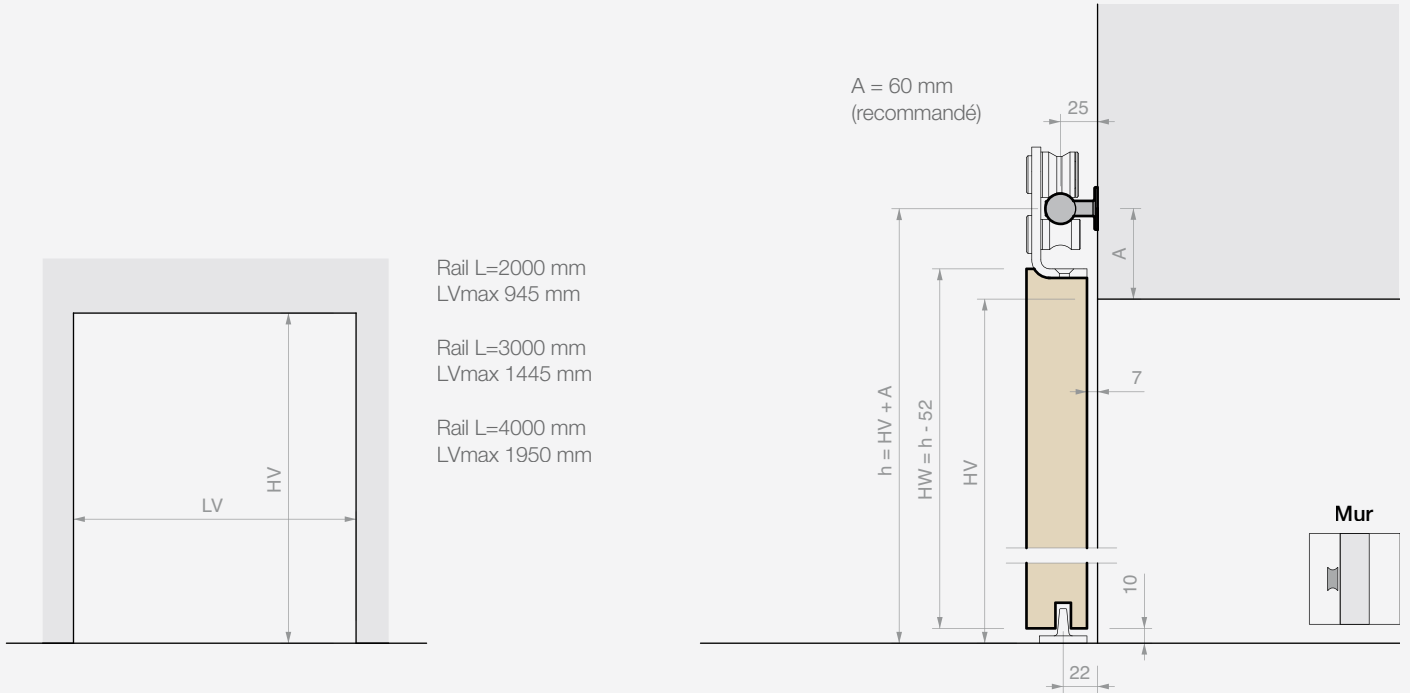 A = 60 mm
(recommandé)
25
A
Rail L=2000 mm
LVmax 945 mm
Rail L=3000 mm
LVmax 1445 mm
Rail L=4000 mm
LVmax 1950 mm
HV
LV
h = HV + A
HW = h - 52
HV
7
Mur
10
22